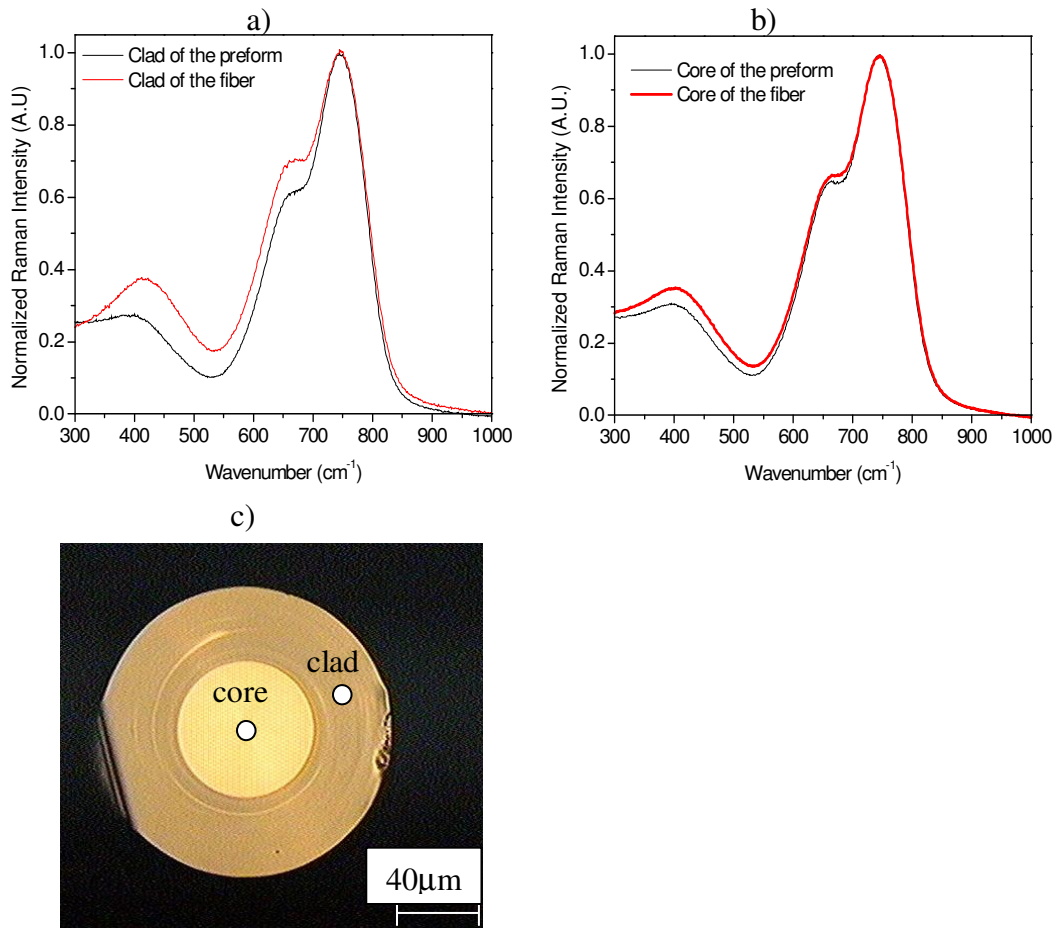 a)
Clad of the preform
Clad of the fiber
Normalized Raman Intensity (A.U)
1.0
0.8
0.6
0.4
0.2
0.0
300 400 500 600 700 800 900 1000
Wavenumber (cm⁻¹)
b)
Core of the preform
Core of the fiber
Normalized Raman Intensity (A.U.)
1.0
0.8
0.6
0.4
0.2
0.0
300 400 500 600 700 800 900 1000
Wavenumber (cm⁻¹)
c)
clad
core
40μm